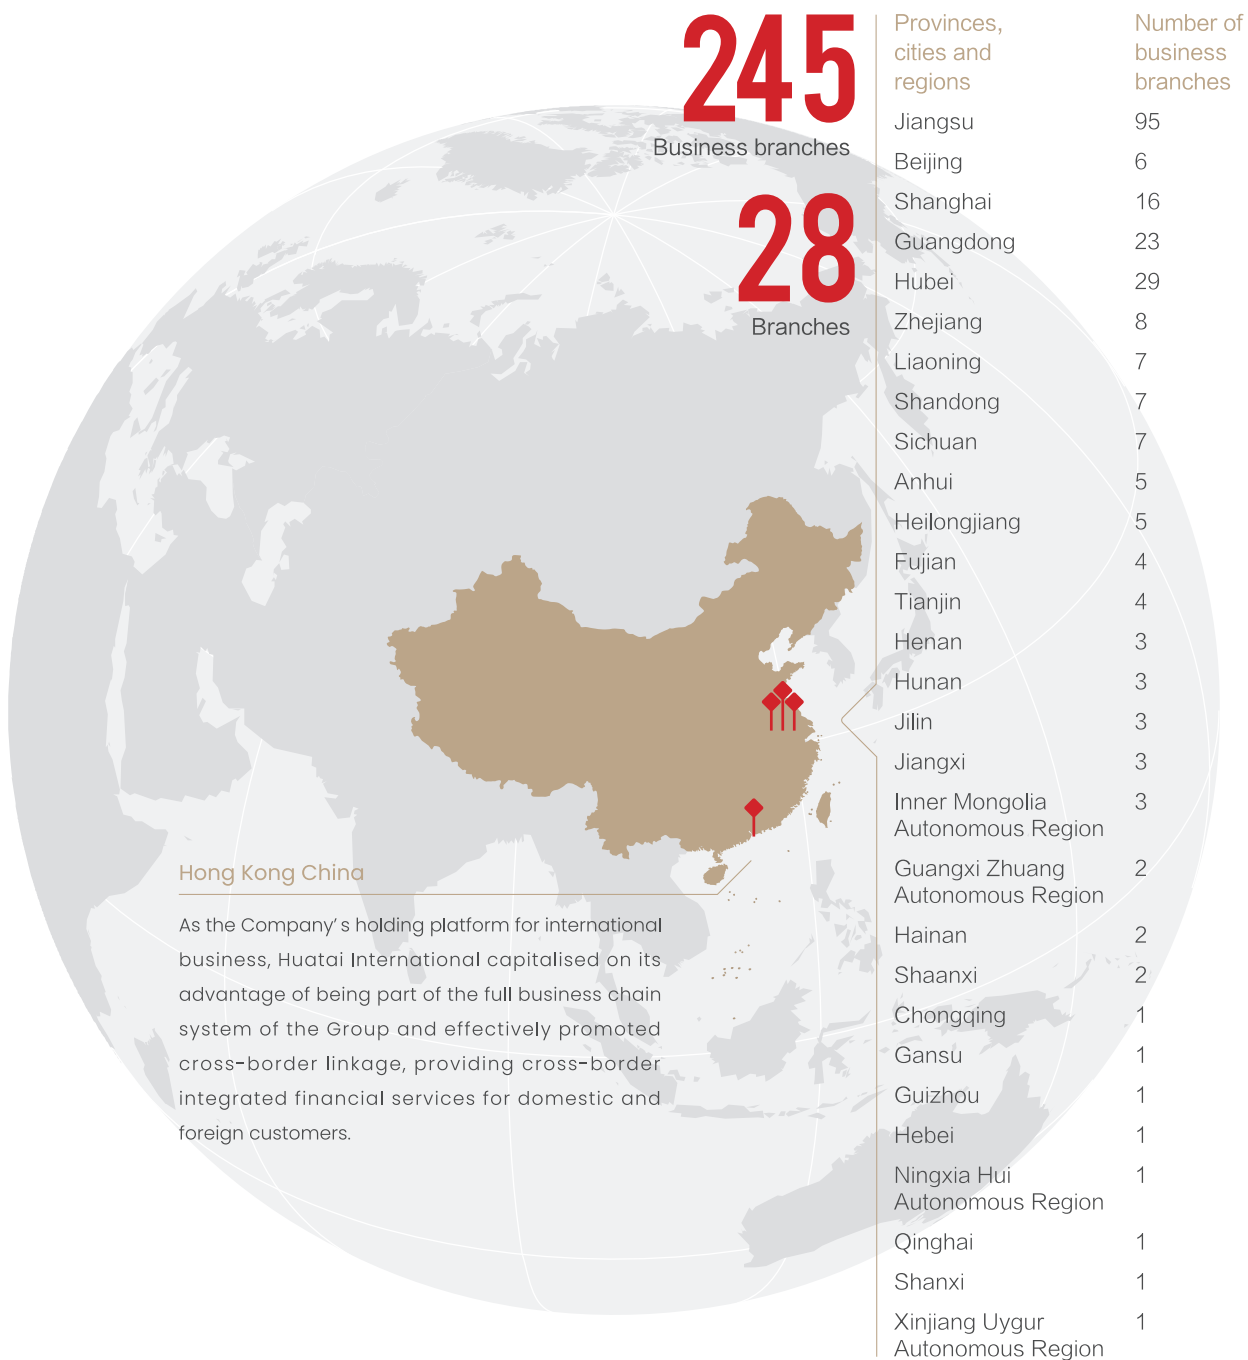 245
Business branches
28
Branches
Provinces,
cities and
regions
Number of
business
branches
Jiangsu 95
Beijing 6
Shanghai 16
Guangdong 23
Hubei 29
Zhejiang 8
Liaoning 7
Shandong 7
Sichuan 7
Anhui 5
Heilongjiang 5
Fujian 4
Tianjin 4
Henan 3
Hunan 3
Jilin 3
Jiangxi 3
Inner Mongolia 3
Autonomous Region
Guangxi Zhuang 2
Autonomous Region
Hainan 2
Shaanxi 2
Chongqing 1
Gansu 1
Guizhou 1
Hebei 1
Ningxia Hui 1
Autonomous Region
Qinghai 1
Shanxi 1
Xinjiang Uygur 1
Autonomous Region
Hong Kong China
As the Company's holding platform for international
business, Huatai International capitalised on its
advantage of being part of the full business chain
system of the Group and effectively promoted
cross-border linkage, providing cross-border
integrated financial services for domestic and
foreign customers.